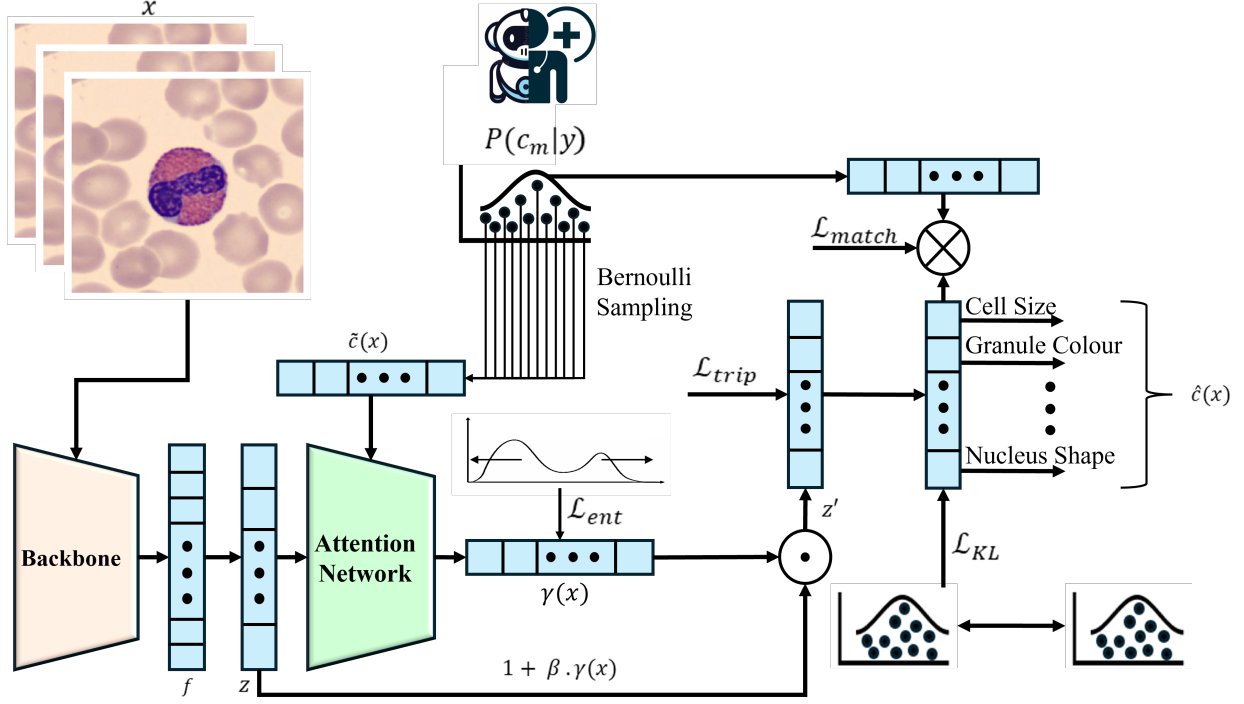 x
P(c_m|y)
Bernoulli
Sampling
ℒ_match
Cell Size
Granule Colour
Nucleus Shape
ĉ(x)
c̃(x)
ℒ_trip
ℒ_ent
Backbone
Attention
Network
γ(x)
z′
ℒ_KL
f
z
1 + β .γ(x)